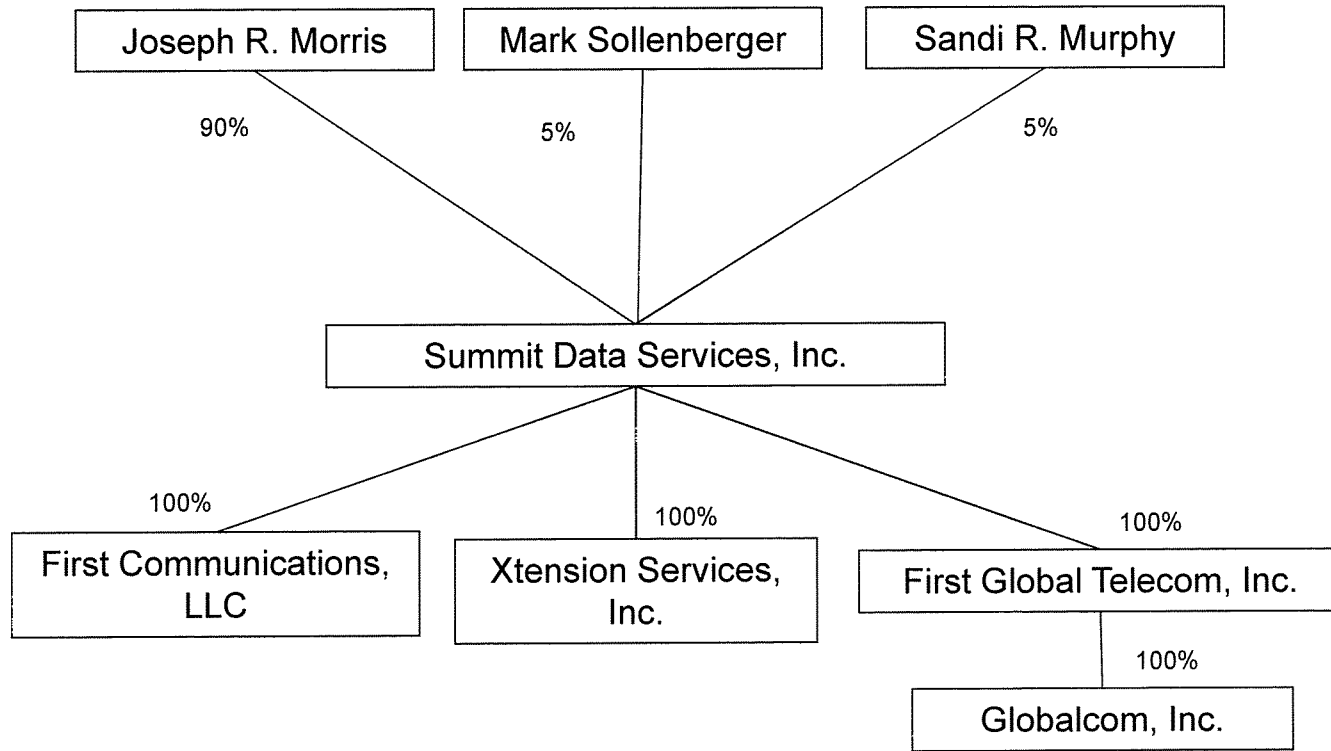 Joseph R. Morris
Mark Sollenberger
Sandi R. Murphy
90%
5%
5%
Summit Data Services, Inc.
100%
100%
100%
First Communications,
LLC
Xtension Services,
Inc.
First Global Telecom, Inc.
100%
Globalcom, Inc.